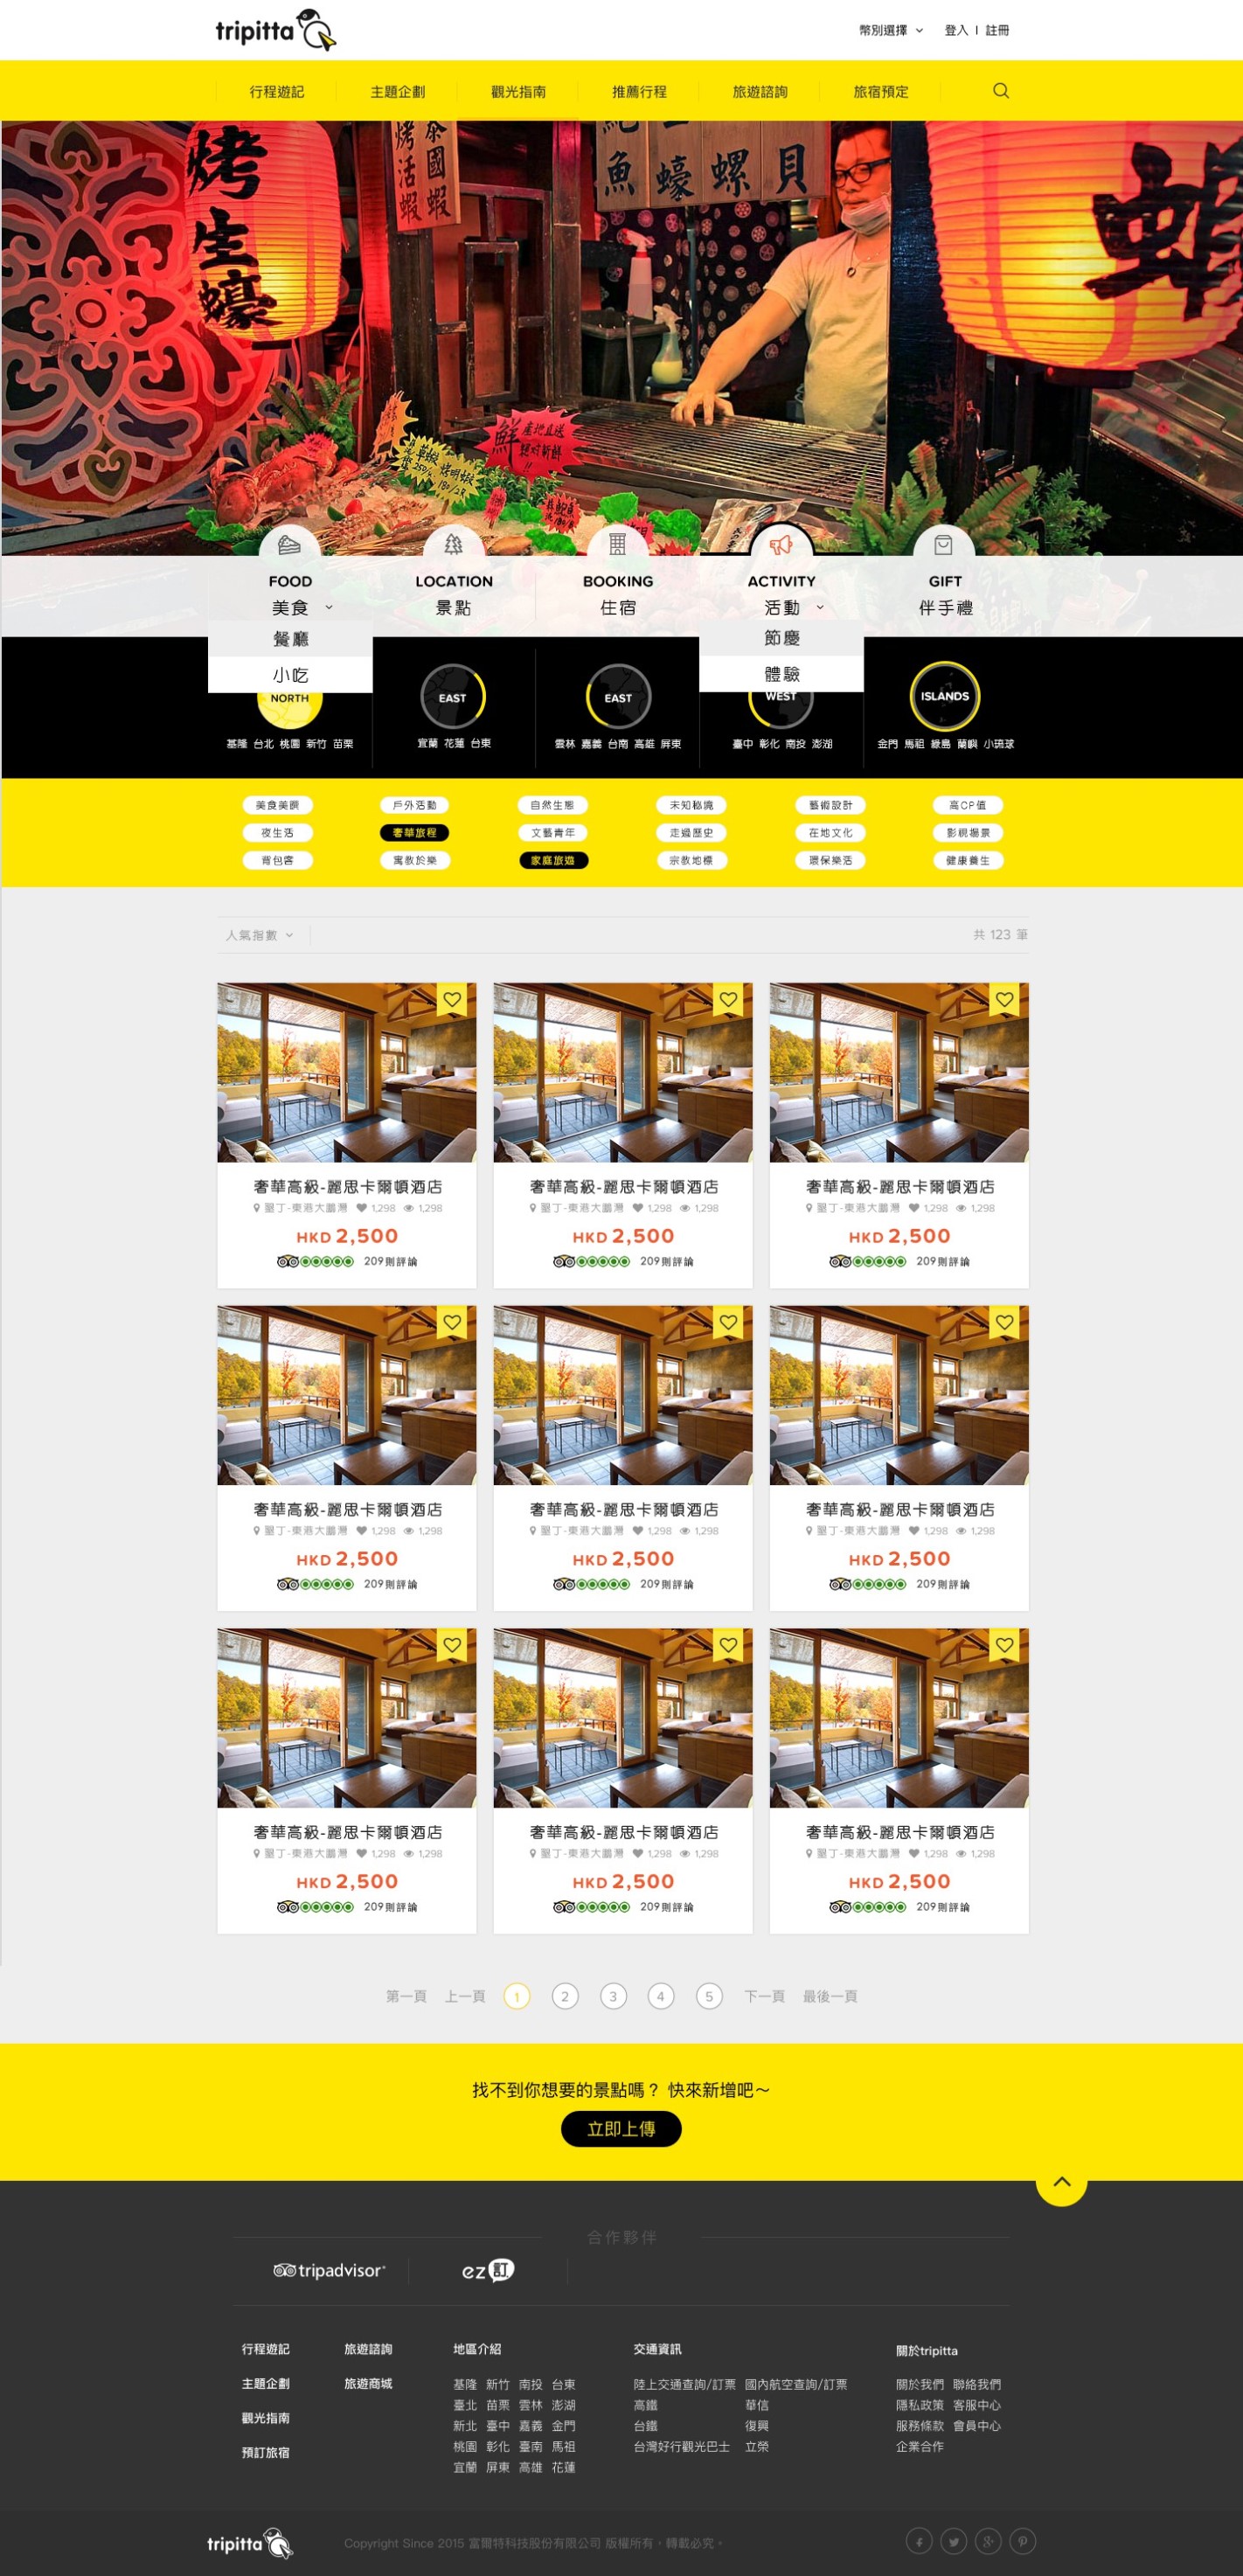 tripitta
幣別選擇 登入 | 註冊
行程遊記 主題企劃 觀光指南 推薦行程 旅遊諮詢 旅宿預定
烤生蠔
烤活蝦
泰國蝦
魚 蠔 螺 貝
鮮 產地直送 絕對新鮮!!
FOOD LOCATION BOOKING ACTIVITY GIFT
美食 景點 住宿 活動 伴手禮
餐廳 節慶
小吃 體驗
NORTH EAST EAST WEST ISLANDS
基隆 台北 桃園 新竹 苗栗 宜蘭 花蓮 台東 雲林 嘉義 台南 高雄 屏東 臺中 彰化 南投 澎湖 金門 馬祖 綠島 蘭嶼 小琉球
美食美饌 戶外活動 自然生態 未知秘境 藝術設計 高CP值
夜生活 奢華旅程 文藝青年 走過歷史 在地文化 影視場景
背包客 寓教於樂 家庭旅遊 宗教地標 環保樂活 健康養生
人氣指數 共 123 筆
奢華高級-麗思卡爾頓酒店 奢華高級-麗思卡爾頓酒店 奢華高級-麗思卡爾頓酒店
墾丁-東港大鵬灣 1,298 1,298 墾丁-東港大鵬灣 1,298 1,298 墾丁-東港大鵬灣 1,298 1,298
HKD 2,500 HKD 2,500 HKD 2,500
209則評論 209則評論 209則評論
奢華高級-麗思卡爾頓酒店 奢華高級-麗思卡爾頓酒店 奢華高級-麗思卡爾頓酒店
墾丁-東港大鵬灣 1,298 1,298 墾丁-東港大鵬灣 1,298 1,298 墾丁-東港大鵬灣 1,298 1,298
HKD 2,500 HKD 2,500 HKD 2,500
209則評論 209則評論 209則評論
奢華高級-麗思卡爾頓酒店 奢華高級-麗思卡爾頓酒店 奢華高級-麗思卡爾頓酒店
墾丁-東港大鵬灣 1,298 1,298 墾丁-東港大鵬灣 1,298 1,298 墾丁-東港大鵬灣 1,298 1,298
HKD 2,500 HKD 2,500 HKD 2,500
209則評論 209則評論 209則評論
第一頁 上一頁 1 2 3 4 5 下一頁 最後一頁
找不到你想要的景點嗎？ 快來新增吧～
立即上傳
合作夥伴
tripadvisor ez訂
行程遊記 旅遊諮詢 地區介紹 交通資訊 關於tripitta
主題企劃 旅遊商城 基隆 新竹 南投 台東 陸上交通查詢/訂票 國內航空查詢/訂票 關於我們 聯絡我們
臺北 苗栗 雲林 澎湖 高鐵 華信 隱私政策 客服中心
觀光指南 新北 臺中 嘉義 金門 台鐵 復興 服務條款 會員中心
桃園 彰化 臺南 馬祖 台灣好行觀光巴士 立榮 企業合作
預訂旅宿 宜蘭 屏東 高雄 花蓮
tripitta Copyright Since 2015 富爾特科技股份有限公司 版權所有，轉載必究。